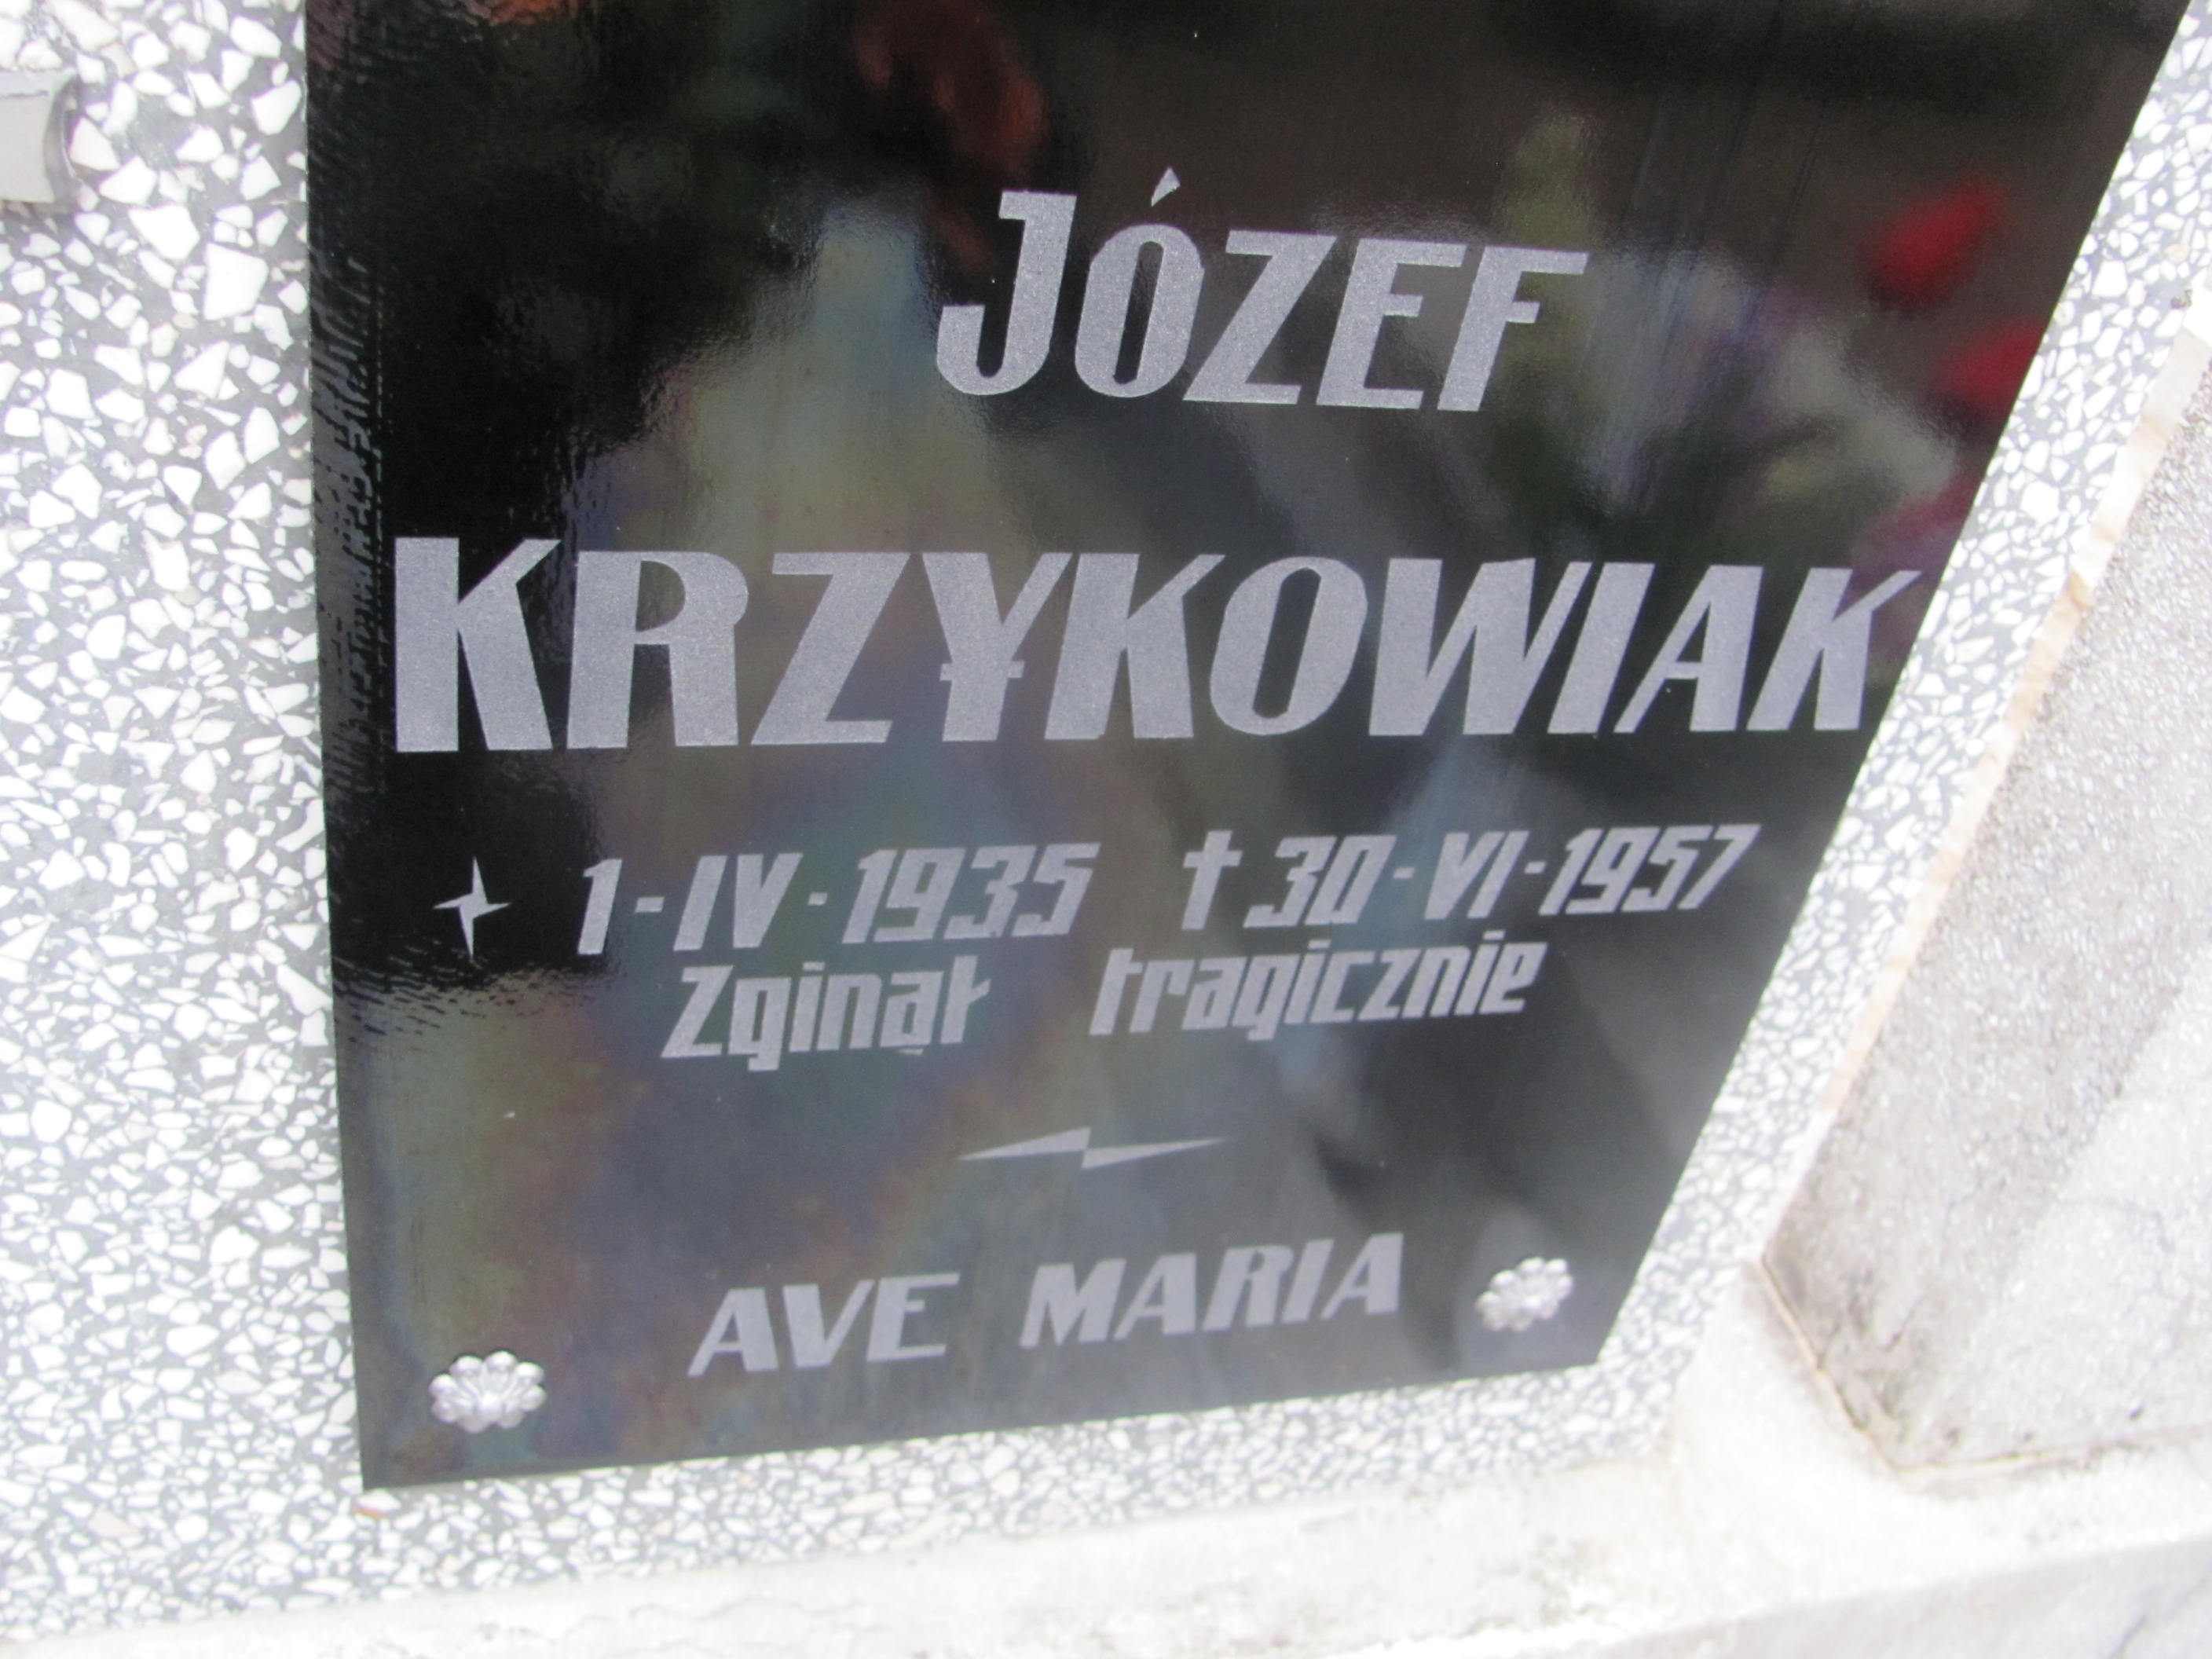 JÓZEF
KRZYKOWIAK
1-IV-1935 †30-VI-1957
Zginął tragicznie
AVE MARIA